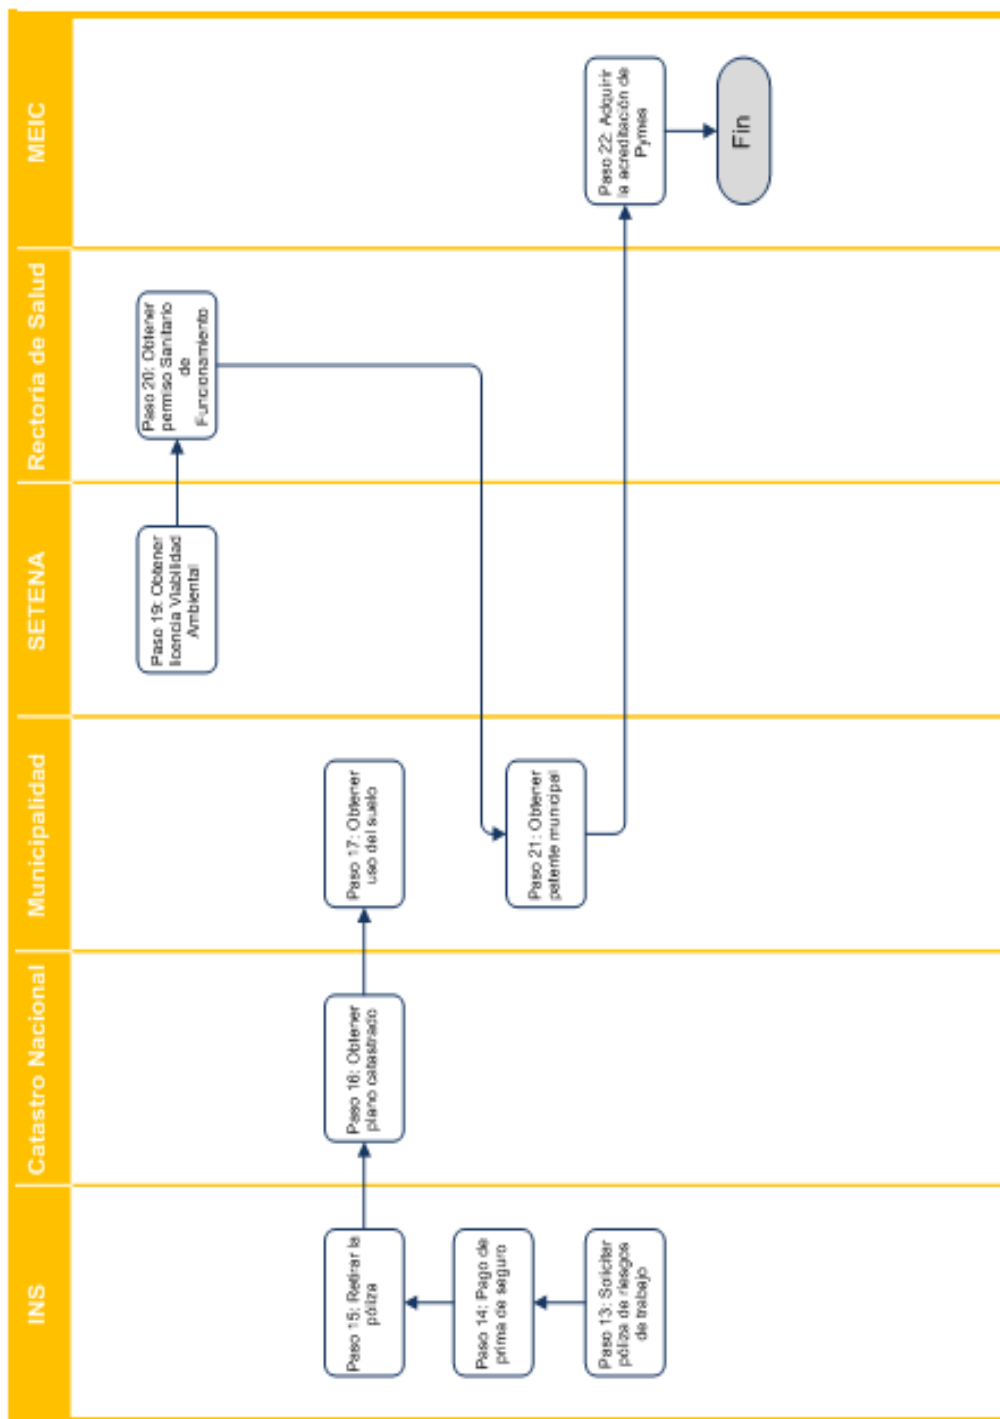 MEIC
Rectoría de Salud
SETENA
Municipalidad
Catastro Nacional
INS
Paso 22: Adquirir
la acreditación de
Pymes
Fin
Paso 20: Obtener
permiso Sanitario
de
Funcionamiento
Paso 19: Obtener
licencia Viabilidad
Ambiental
Paso 17: Obtener
uso del suelo
Paso 21: Obtener
patente municipal
Paso 16: Obtener
plano catastrado
Paso 15: Retirar la
póliza
Paso 14: Pago de
prima de seguro
Paso 13: Solicitar
póliza de riesgos
de trabajo